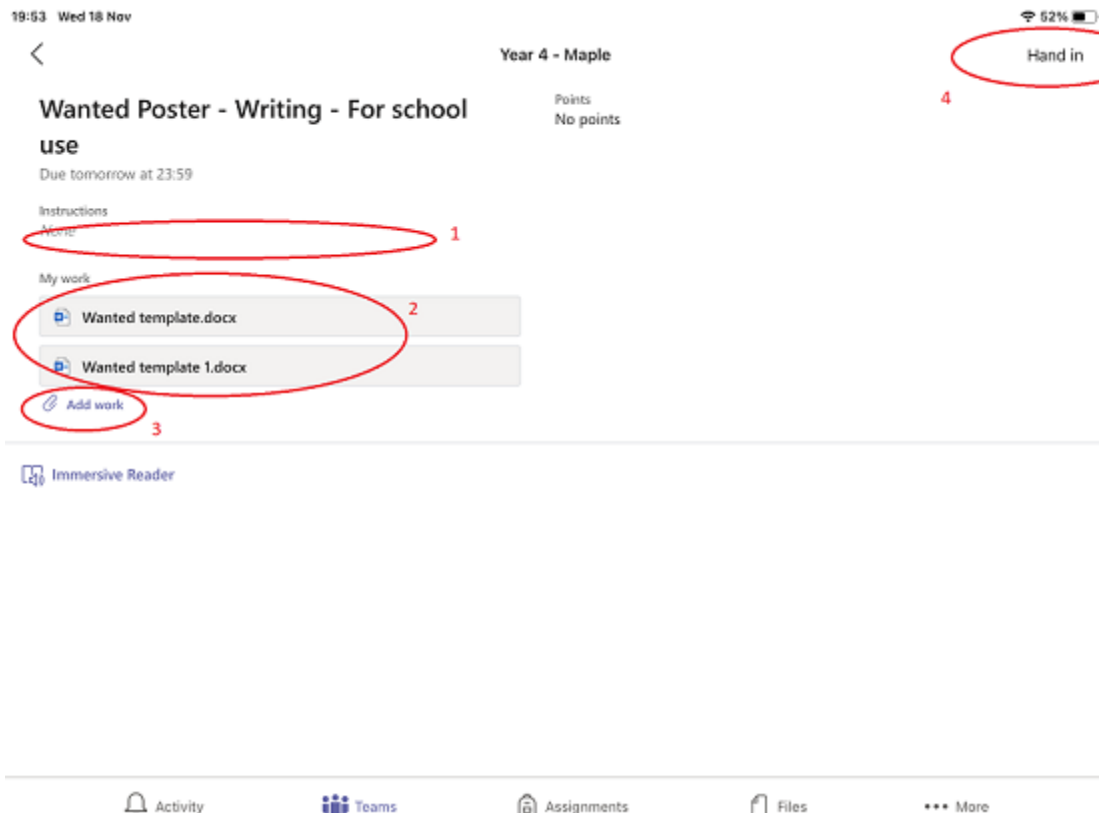 19:53 Wed 18 Nov 52%
Year 4 - Maple
Hand in
4
Wanted Poster - Writing - For school
use
Due tomorrow at 23:59
Points
No points
Instructions
None
1
My work
2
Wanted template.docx
Wanted template 1.docx
Add work
3
Immersive Reader
Activity Teams Assignments Files More